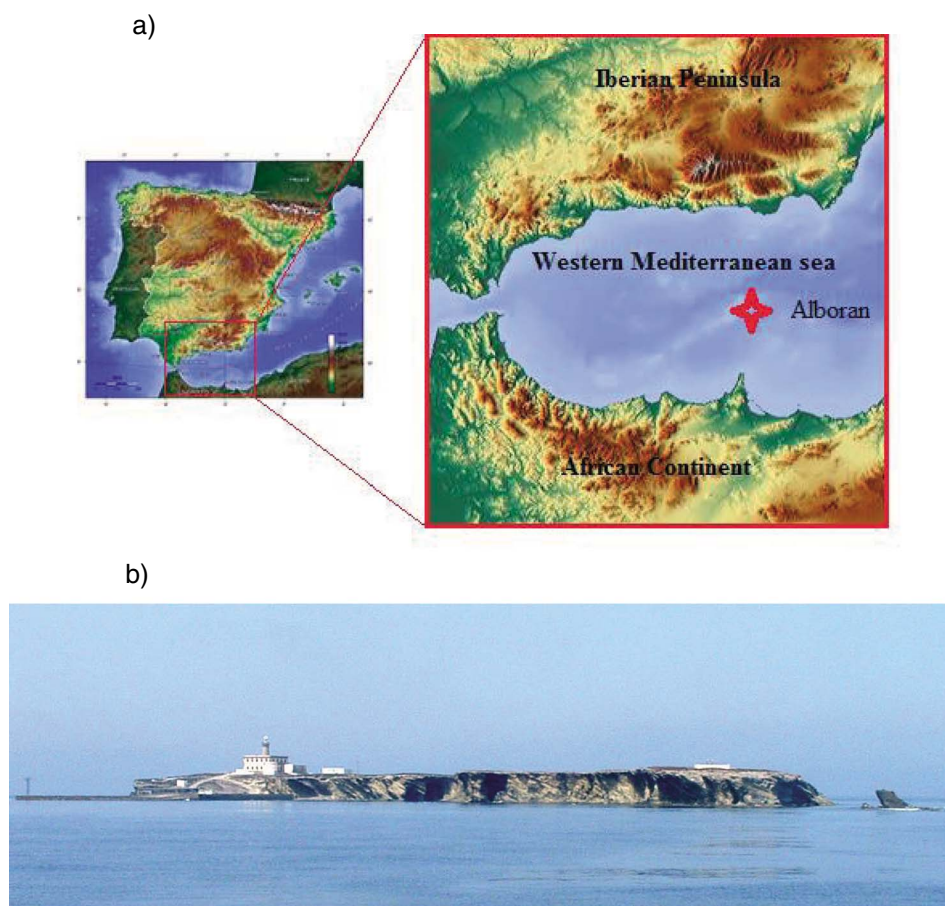 a)
Iberian Peninsula
Western Mediterranean sea
Alboran
African Continent
b)